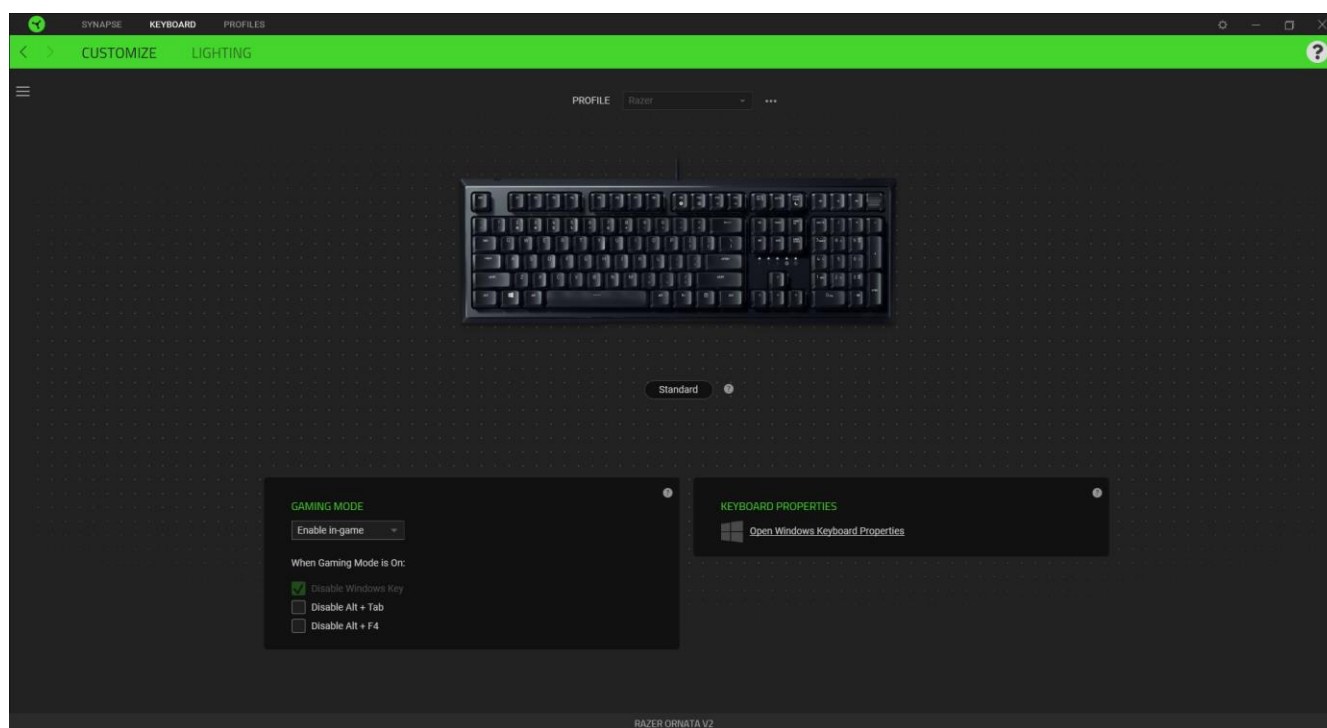 SYNAPSE KEYBOARD PROFILES
CUSTOMIZE LIGHTING
?
PROFILE Razer
Standard ?
GAMING MODE ?
Enable in-game
When Gaming Mode is On:
Disable Windows Key
Disable Alt + Tab
Disable Alt + F4
KEYBOARD PROPERTIES ?
Open Windows Keyboard Properties
RAZER ORNATA V2